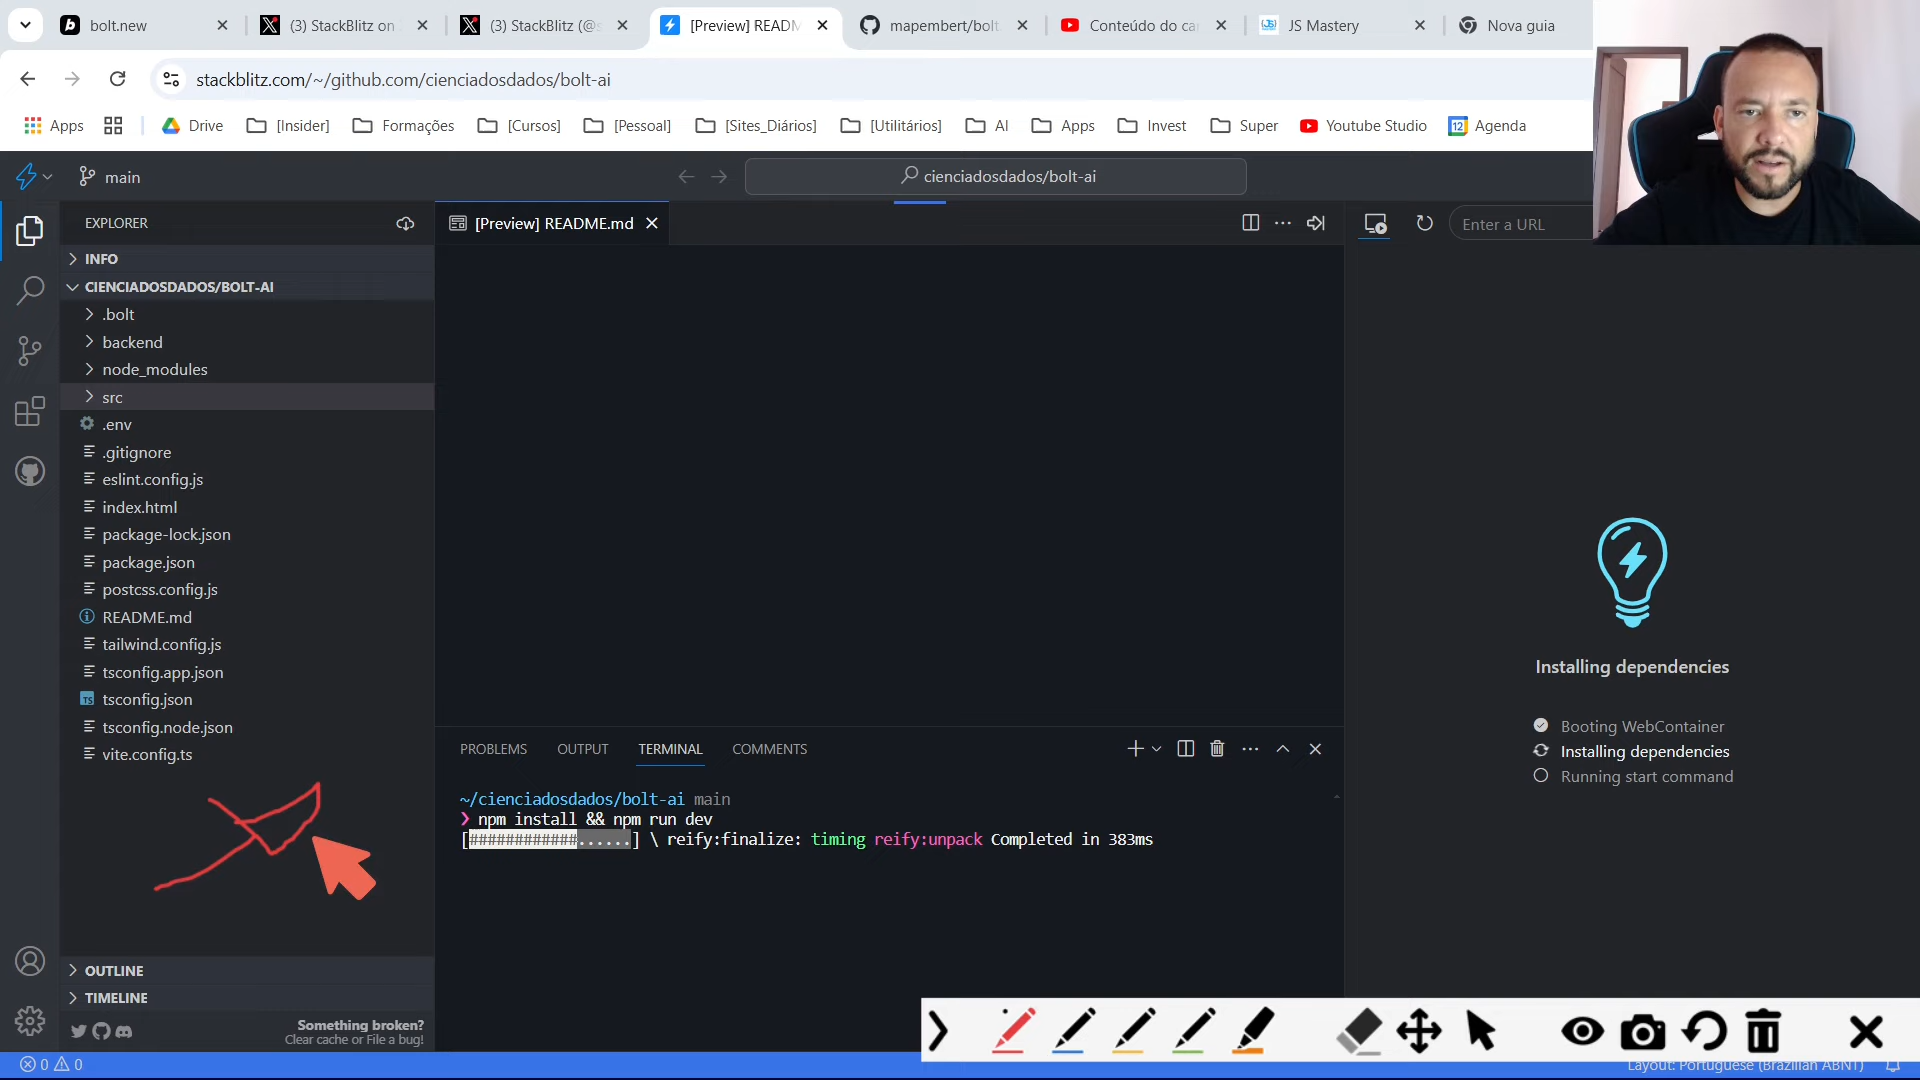 bolt.new
(3) StackBlitz on
(3) StackBlitz (@s
[Preview] READM
mapembert/bolt.
Conteúdo do ca
JS Mastery
Nova guia
stackblitz.com/~/github.com/cienciadosdados/bolt-ai
Apps
Drive
[Insider]
Formações
[Cursos]
[Pessoal]
[Sites_Diários]
[Utilitários]
AI
Apps
Invest
Super
Youtube Studio
12 Agenda
main
cienciadosdados/bolt-ai
EXPLORER
[Preview] README.md
Enter a URL
INFO
CIENCIADOSDADOS/BOLT-AI
.bolt
backend
node_modules
src
.env
.gitignore
eslint.config.js
index.html
package-lock.json
package.json
postcss.config.js
README.md
tailwind.config.js
tsconfig.app.json
TS tsconfig.json
tsconfig.node.json
vite.config.ts
Installing dependencies
Booting WebContainer
Installing dependencies
Running start command
PROBLEMS
OUTPUT
TERMINAL
COMMENTS
~/cienciadosdados/bolt-ai main
❯ npm install && npm run dev
[############......] \ reify:finalize: timing reify:unpack Completed in 383ms
OUTLINE
TIMELINE
Something broken?
Clear cache or File a bug!
0 0
Layout: Portuguese (Brazilian ABNT)